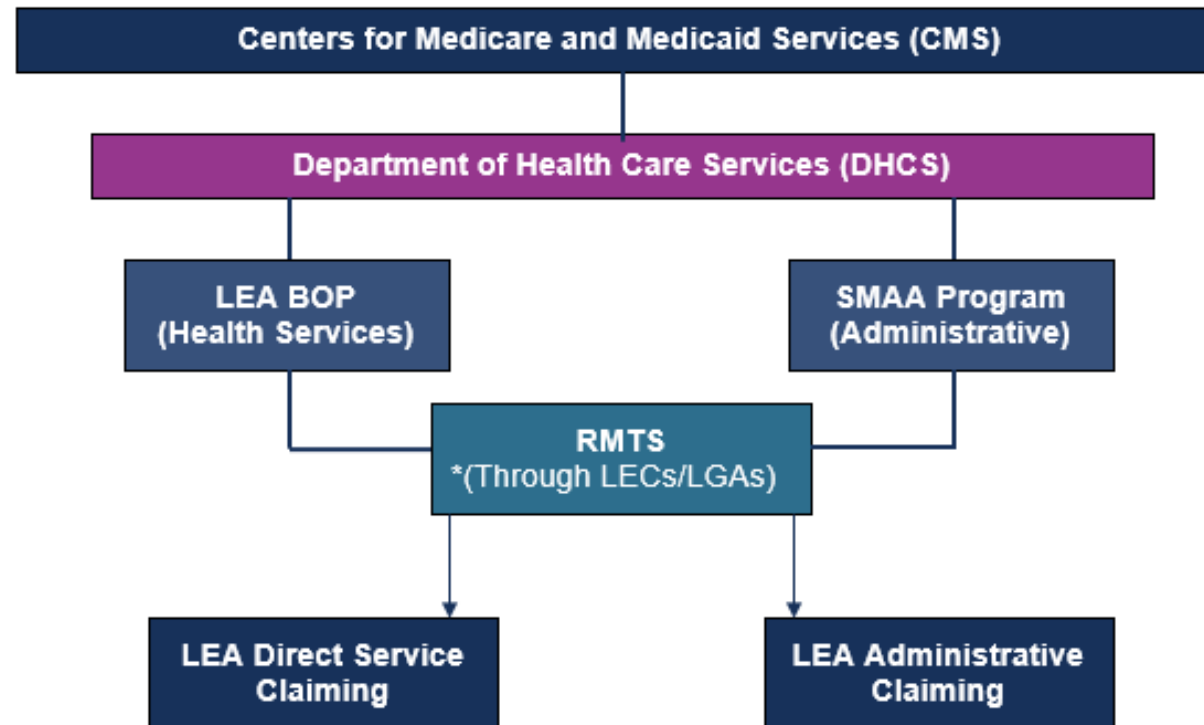 Centers for Medicare and Medicaid Services (CMS)
Department of Health Care Services (DHCS)
LEA BOP
(Health Services)
SMAA Program
(Administrative)
RMTS
*(Through LECs/LGAs)
LEA Direct Service
Claiming
LEA Administrative
Claiming